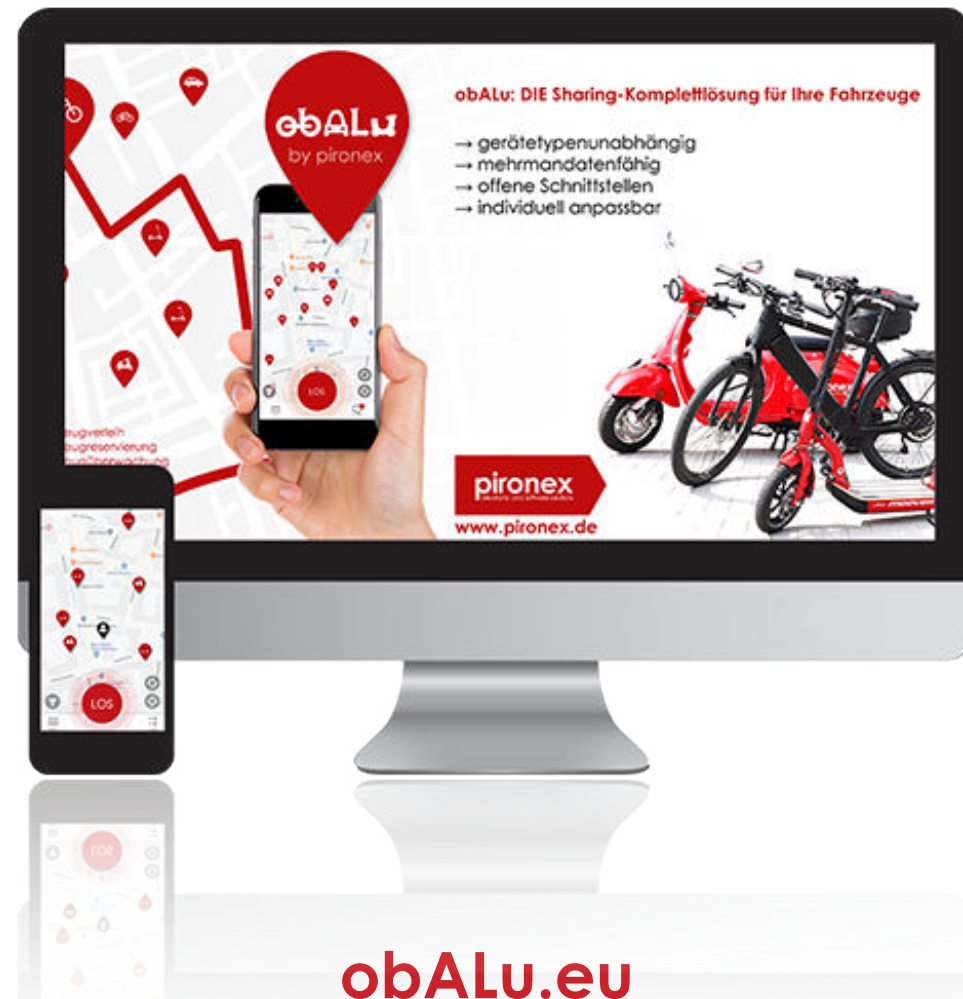 obALu
by pironex
obALu: DIE Sharing-Komplettlösung für Ihre Fahrzeuge
→ gerätetypenunabhängig
→ mehrmandatenfähig
→ offene Schnittstellen
→ individuell anpassbar
LOS
pironex
www.pironex.de
LOS
obALu.eu